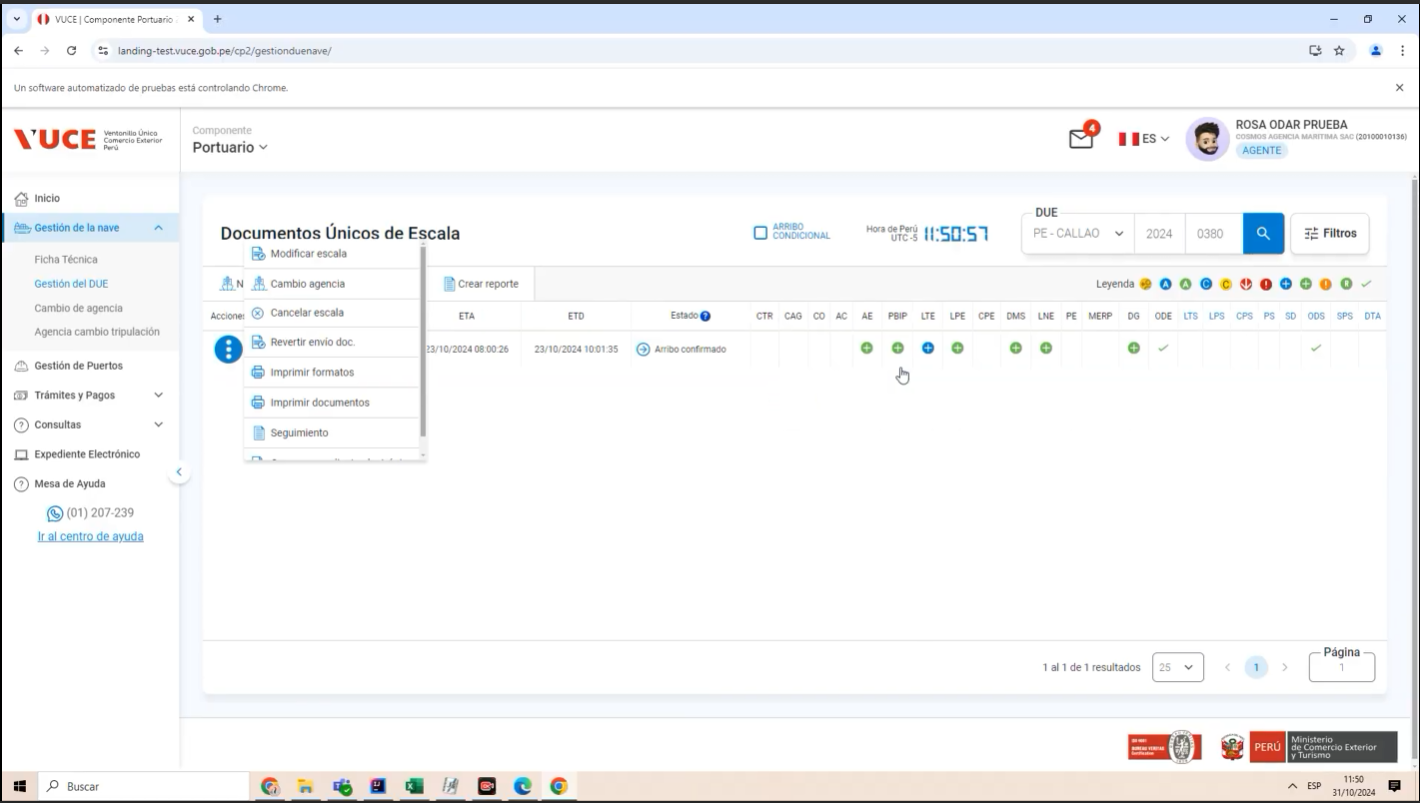 VUCE | Componente Portuario
landing-test.vuce.gob.pe/cp2/gestionduenave/
Un software automatizado de pruebas está controlando Chrome.
VUCE
Ventanilla Única
Comercio Exterior
Perú
Componente
Portuario
4
ES
ROSA ODAR PRUEBA
COSMOS AGENCIA MARITIMA SAC (20100010136)
AGENTE
Inicio
Gestión de la nave
Ficha Técnica
Gestión del DUE
Cambio de agencia
Agencia cambio tripulación
Gestión de Puertos
Trámites y Pagos
Consultas
Expediente Electrónico
Mesa de Ayuda
(01) 207-239
Ir al centro de ayuda
Documentos Únicos de Escala
ARRIBO
CONDICIONAL
Hora de Perú
UTC -5
11:50:57
DUE
PE - CALLAO 2024 0380
Filtros
N
Crear reporte
Leyenda A A C C
Acciones ETA ETD Estado CTR CAG CO AC AE PBIP LTE LPE CPE DMS LNE PE MERP DG ODE LTS LPS CPS PS SD ODS SPS DTA
23/10/2024 08:00:26 23/10/2024 10:01:35 Arribo confirmado
Modificar escala
Cambio agencia
Cancelar escala
Revertir envío doc.
Imprimir formatos
Imprimir documentos
Seguimiento
1 al 1 de 1 resultados 25 1
Página
1
PERÚ
Ministerio
de Comercio Exterior
y Turismo
Buscar
ESP
11:50
31/10/2024